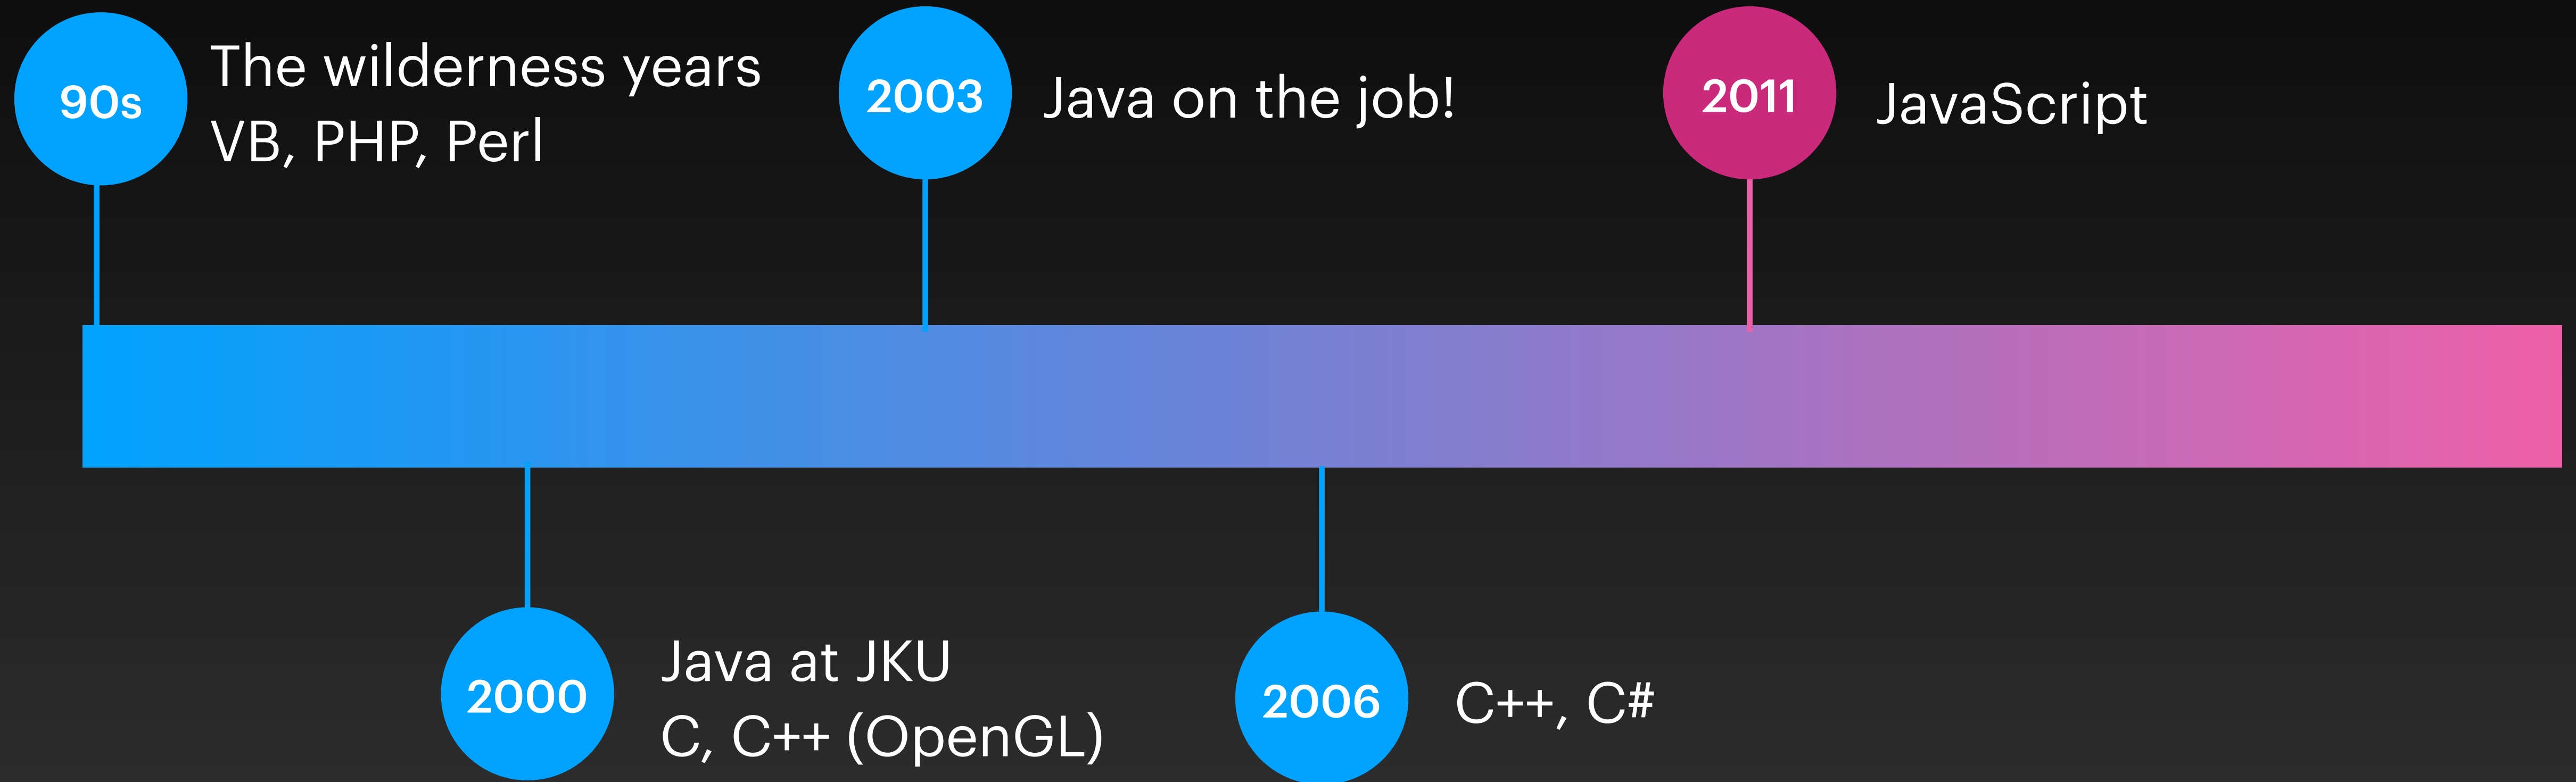 90s
The wilderness years
VB, PHP, Perl
2003
Java on the job!
2011
JavaScript
2000
Java at JKU
C, C++ (OpenGL)
2006
C++, C#